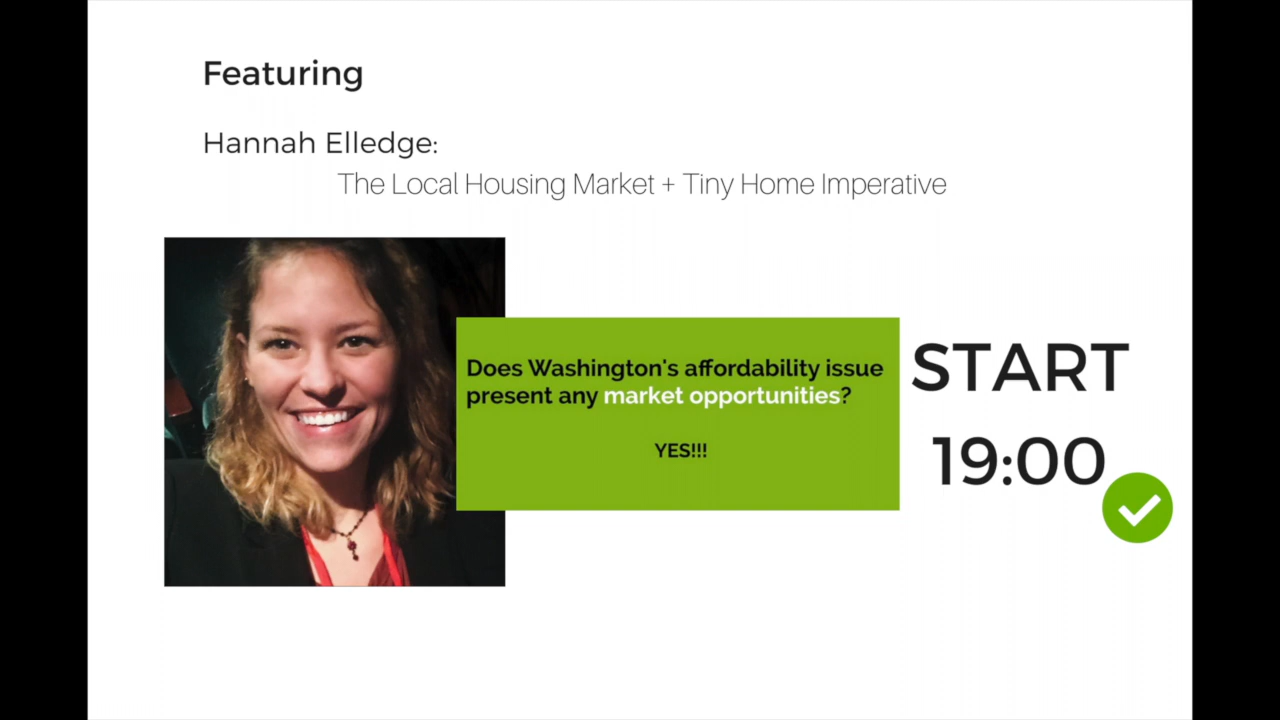 Featuring
Hannah Elledge:
The Local Housing Market + Tiny Home Imperative
Does Washington's affordability issue
present any market opportunities?
YES!!!
START
19:00